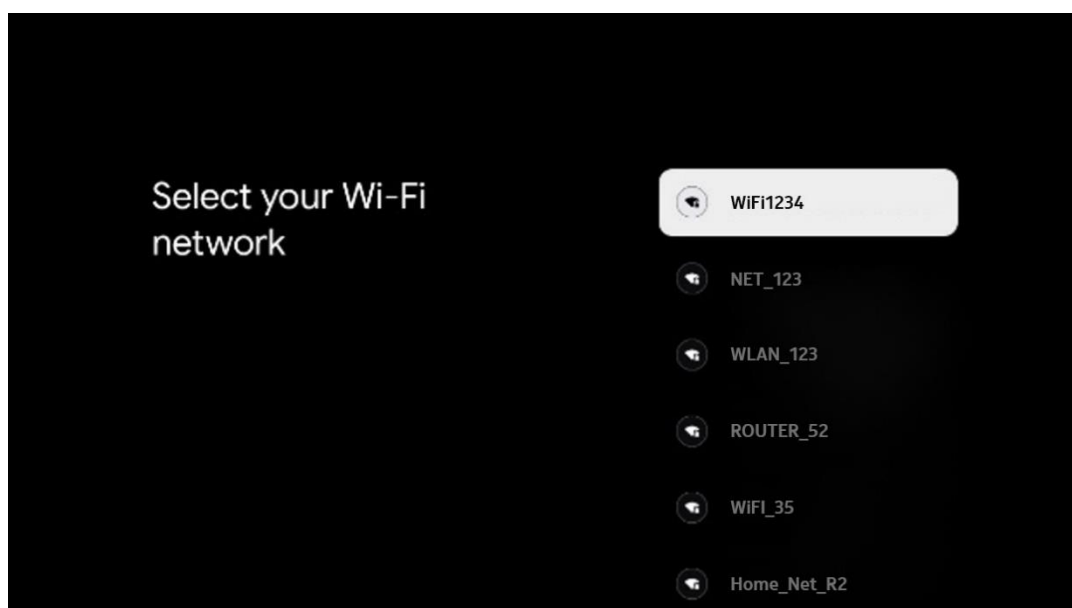 Select your Wi-Fi
network
WiFi1234
NET_123
WLAN_123
ROUTER_52
WiFI_35
Home_Net_R2